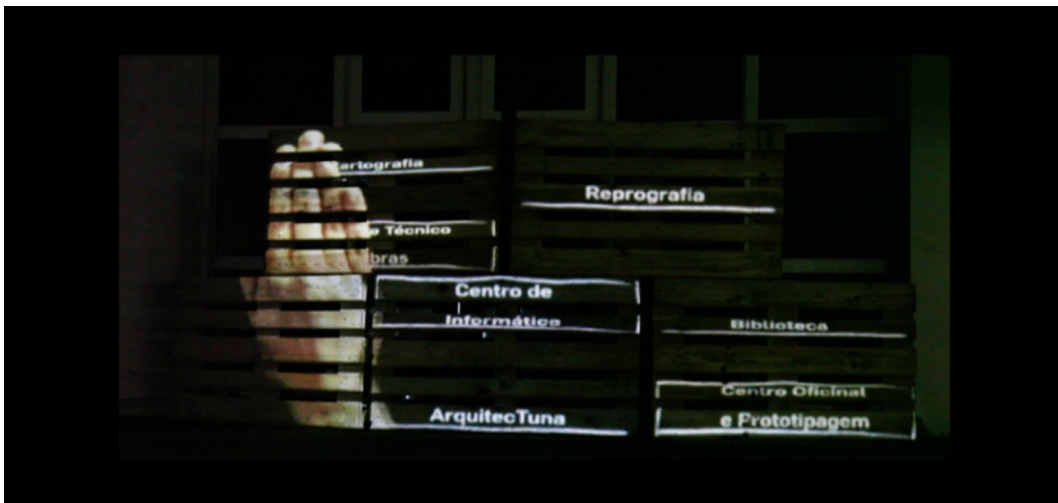 artografia
e Técnico
bras
Reprografia
Centro de
Informática
ArquitecTuna
Biblioteca
Centro Oficinal
e Prototipagem